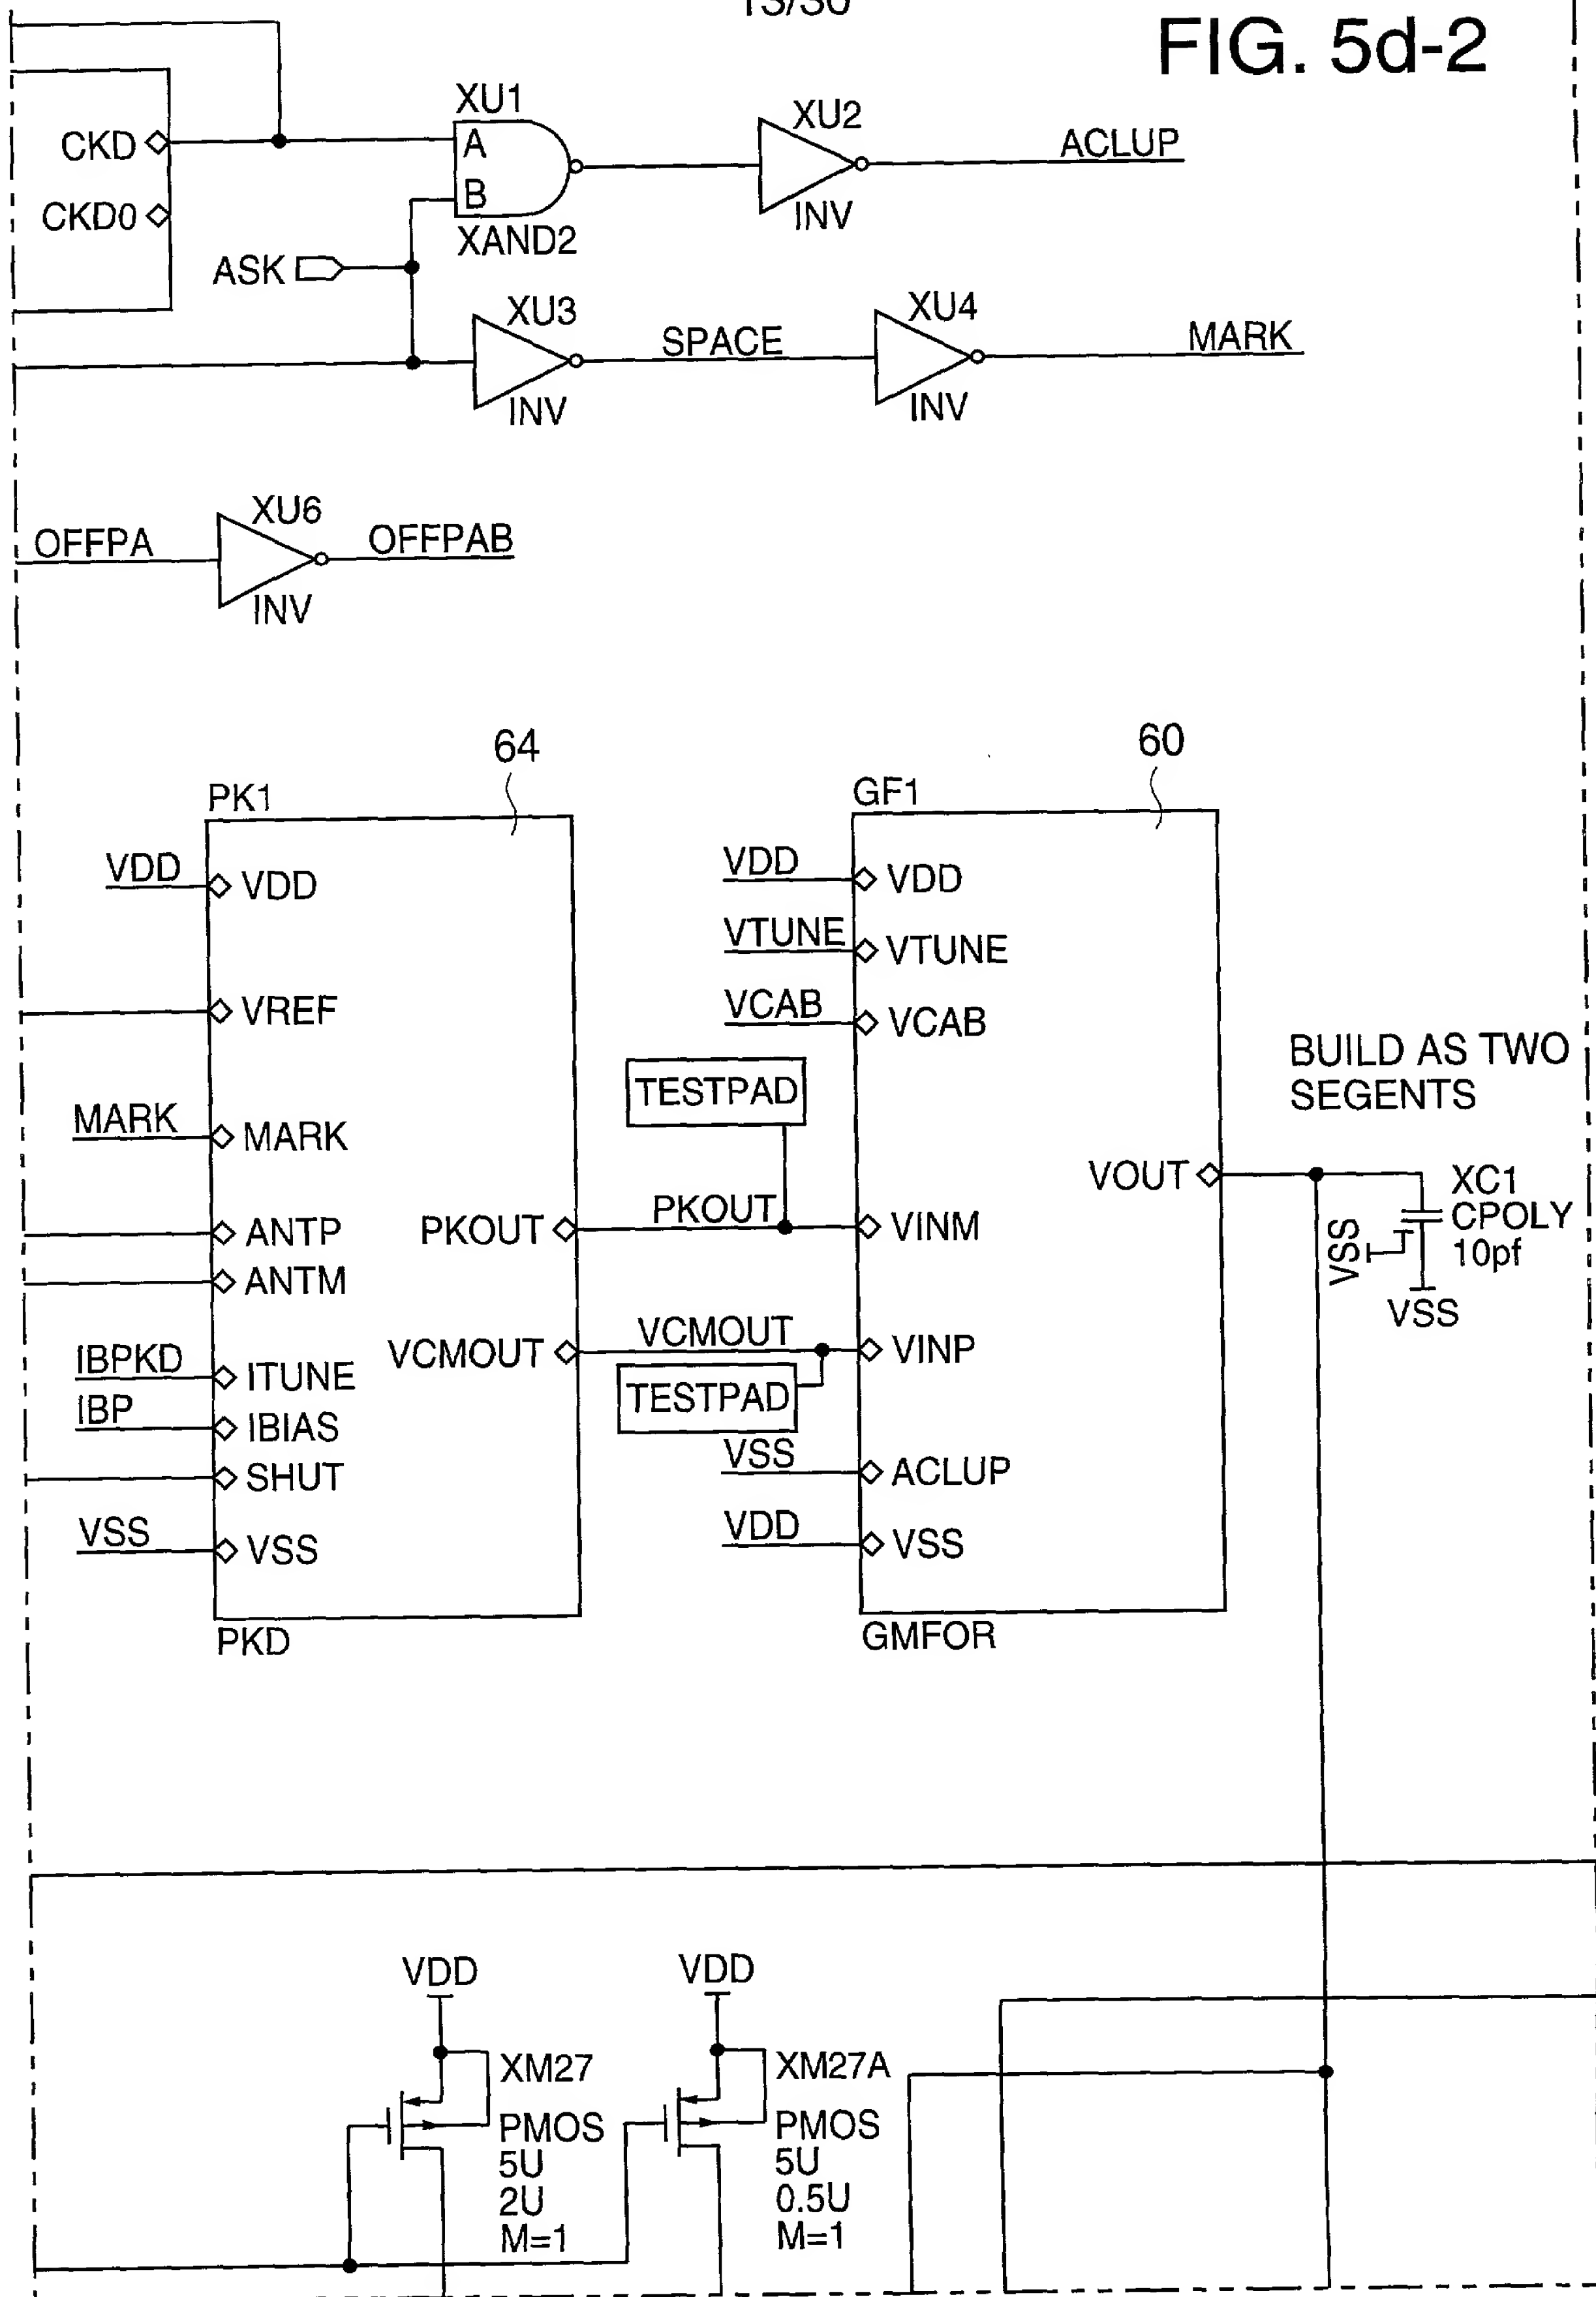 13/30
FIG. 5d-2
CKD
CKD0
XU1
A
B
XAND2
XU2
INV
ACLUP
ASK
XU3
INV
SPACE
XU4
INV
MARK
OFFPA
XU6
INV
OFFPAB
64
PK1
VDD
VDD
VREF
MARK
MARK
ANTP
ANTM
IBPKD
ITUNE
IBP
IBIAS
SHUT
VSS
VSS
PKOUT
VCMOUT
PKD
TESTPAD
PKOUT
VCMOUT
TESTPAD
60
GF1
VDD
VDD
VTUNE
VTUNE
VCAB
VCAB
VINM
VINP
VSS
ACLUP
VDD
VSS
VOUT
GMFOR
BUILD AS TWO
SEGENTS
XC1
CPOLY
10pf
VSS
VSS
VDD
XM27
PMOS
5U
2U
M=1
VDD
XM27A
PMOS
5U
0.5U
M=1